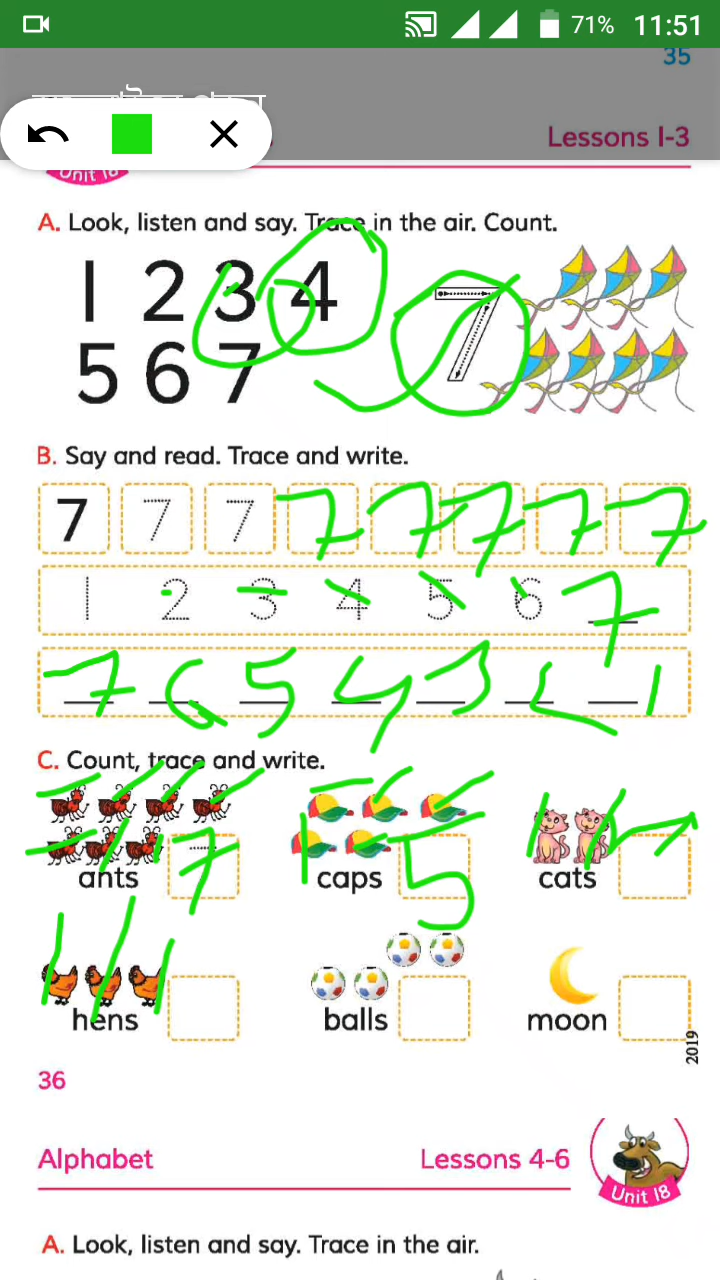 71% 11:51
35
Lessons 1-3
Unit 18
A. Look, listen and say. Trace in the air. Count.
1 2 3 4 7
5 6 7
B. Say and read. Trace and write.
7 7 7 7 7 7 7 7
1 2 3 4 5 6 7
7 6 5 4 3 2 1
C. Count, trace and write.
7 5
ants caps cats
hens balls moon
2019
36
Alphabet Lessons 4-6
Unit 18
A. Look, listen and say. Trace in the air.